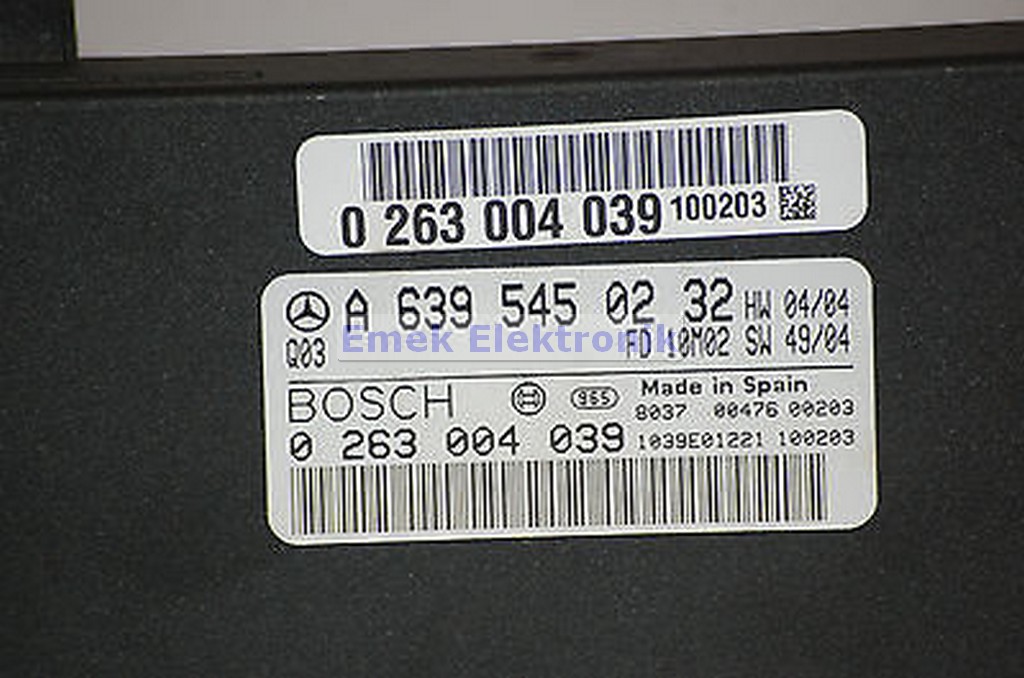 0 263 004 039 100203
A 639 545 02 32 HW 04/04
Q03 FD 10M02 SW 49/04
Emek Elektronik
BOSCH 965 Made in Spain
8037 00476 00203
0 263 004 039 1039E01221 100203